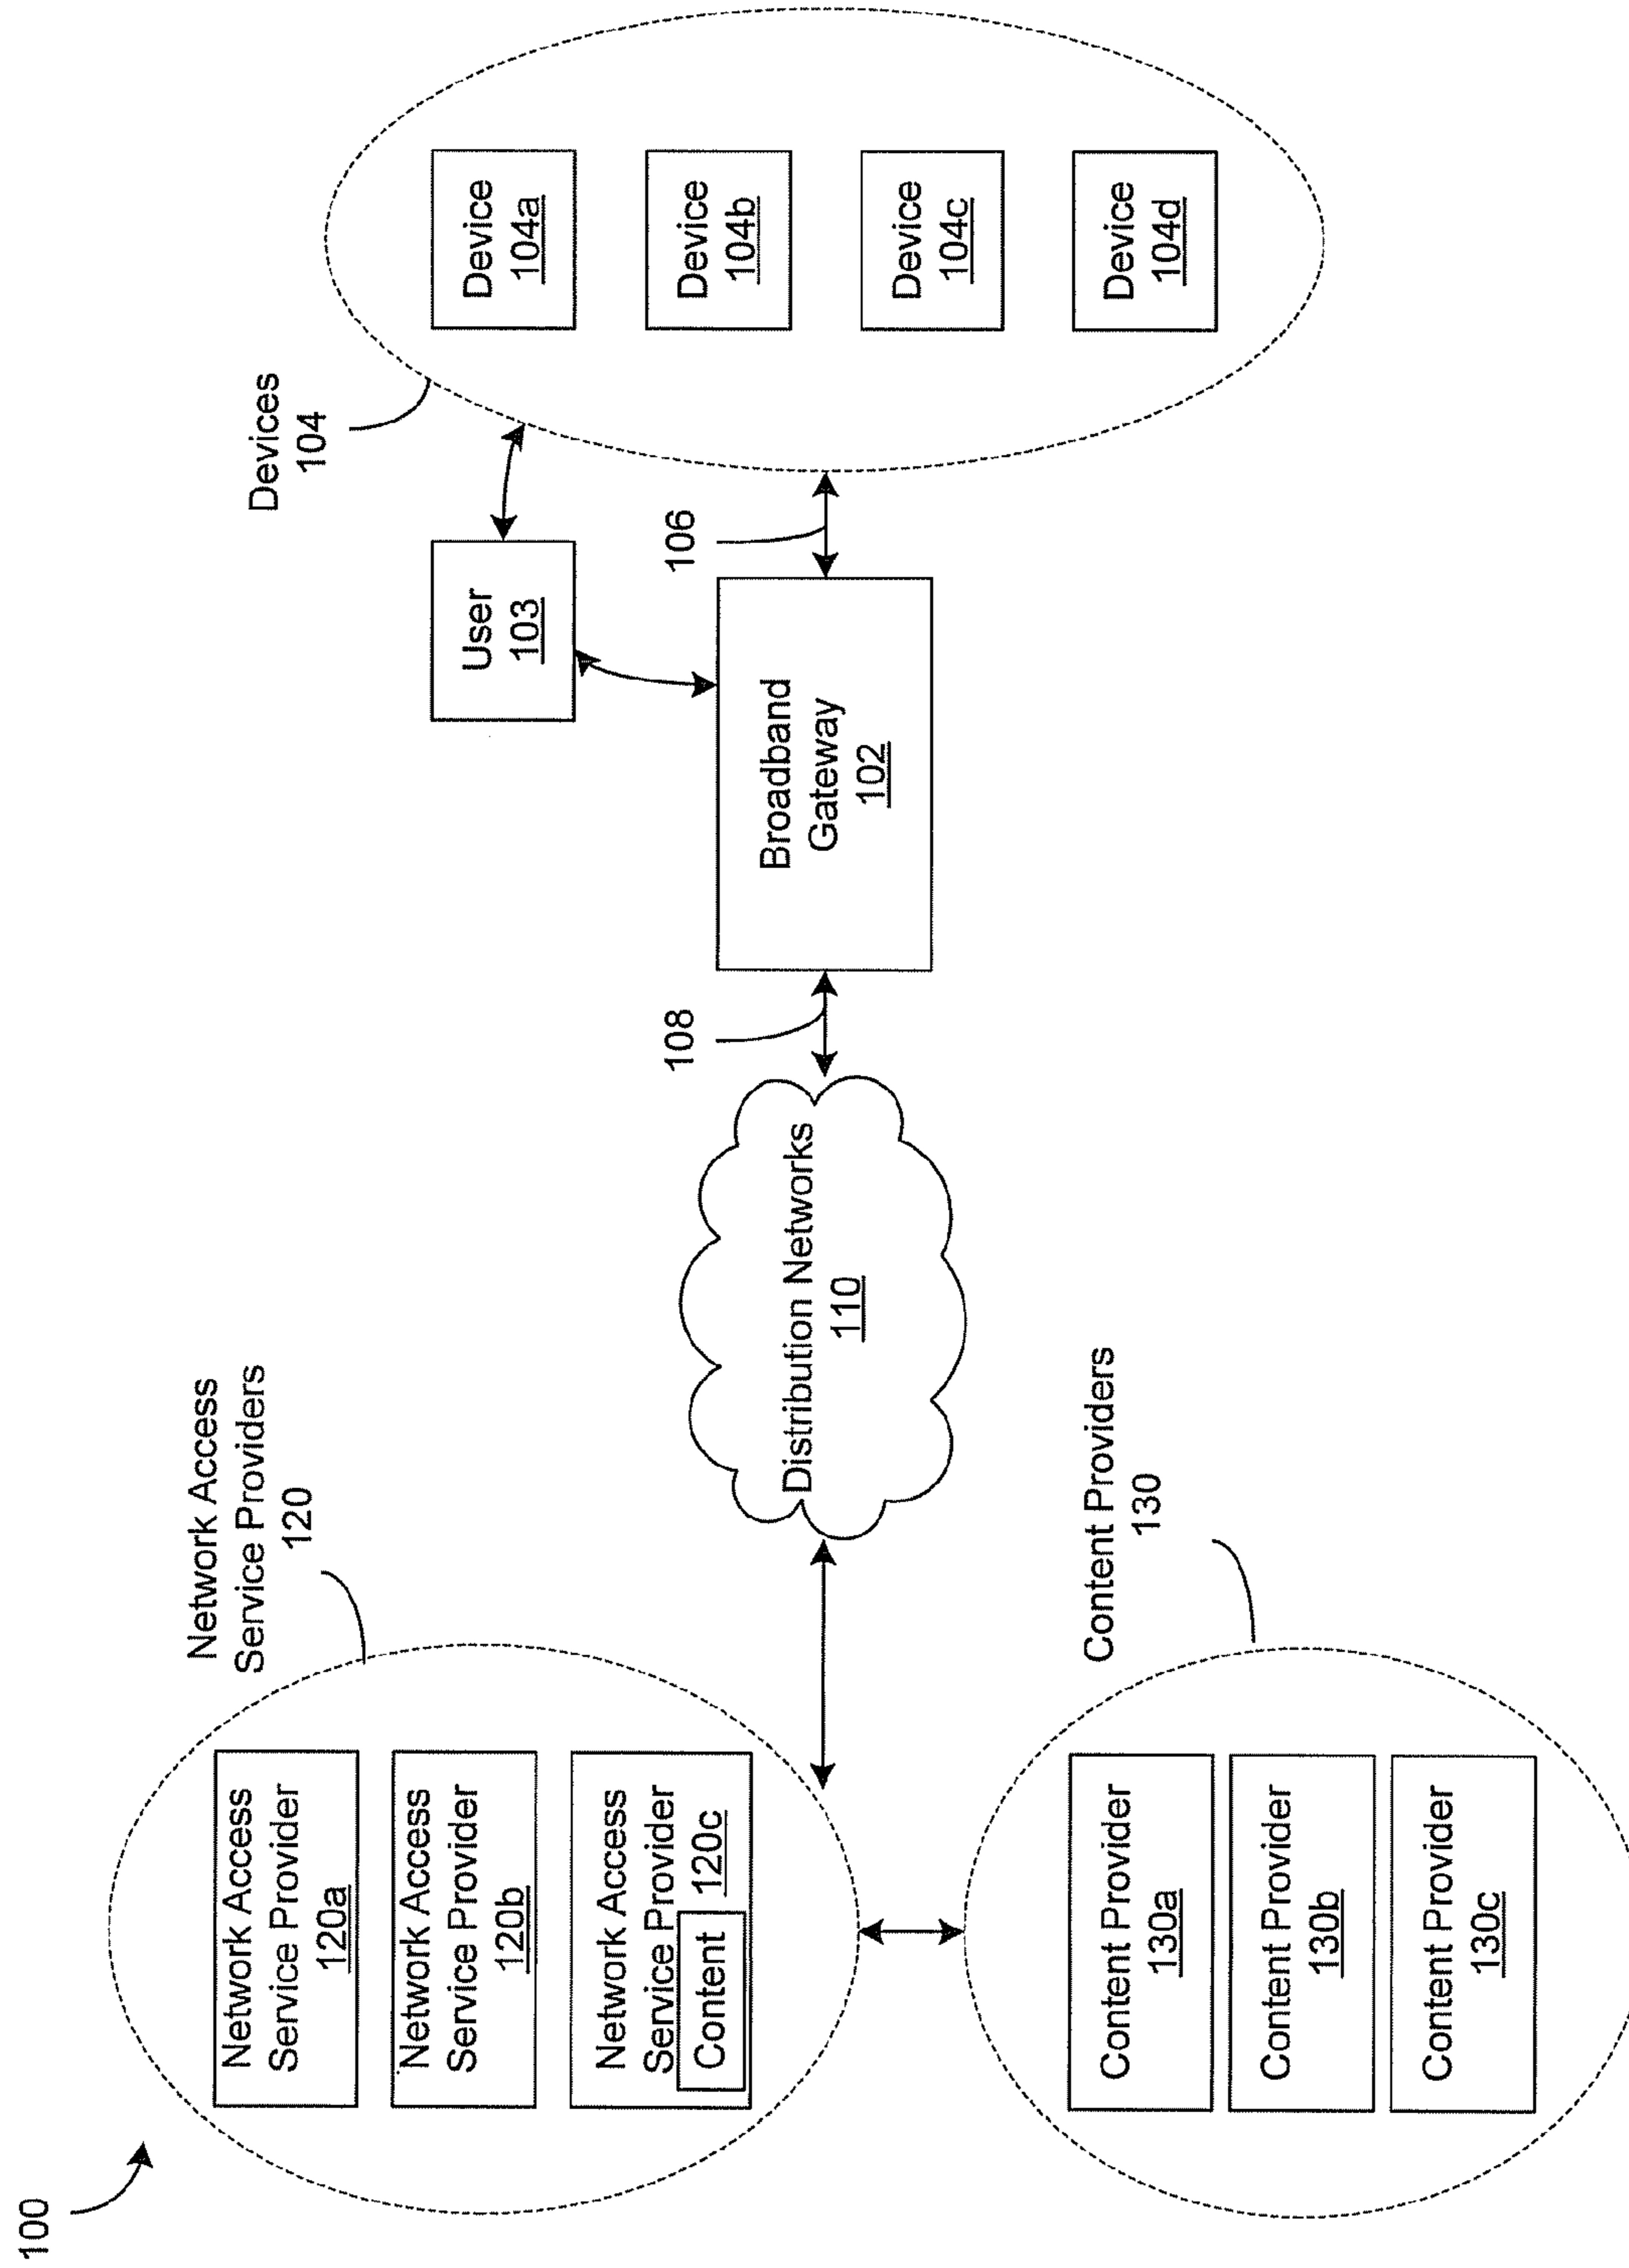 100
Network Access
Service Providers
120
Network Access
Service Provider
120a
Network Access
Service Provider
120b
Network Access
Service Provider
120c
Content
Content Providers
130
Content Provider
130a
Content Provider
130b
Content Provider
130c
Distribution Networks
110
108
Broadband
Gateway
102
User
103
106
Devices
104
Device
104a
Device
104b
Device
104c
Device
104d